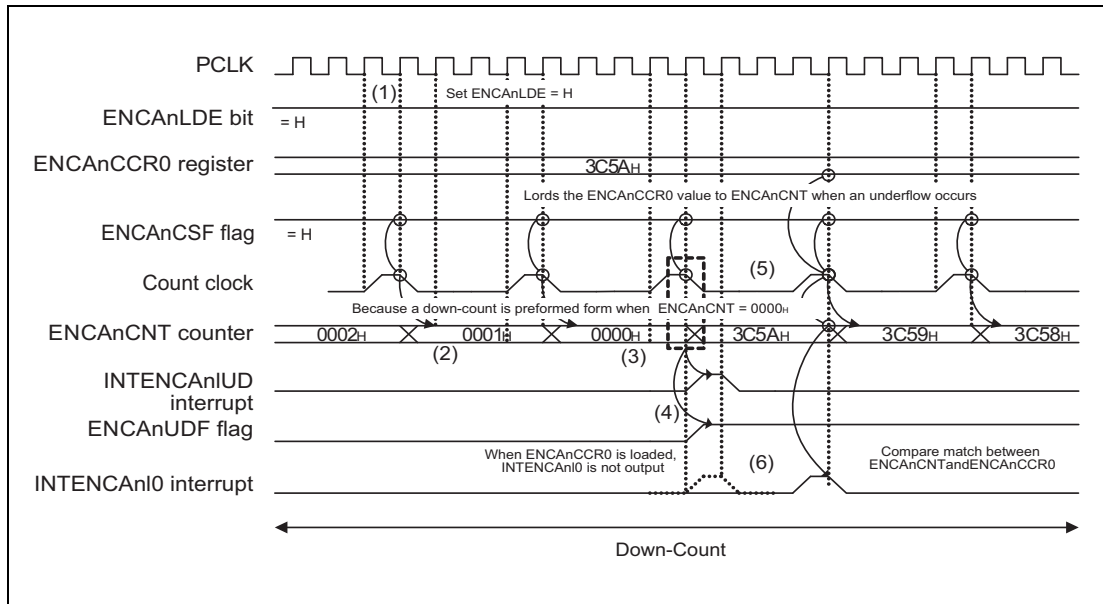 PCLK
(1)
Set ENCAnLDE = H
ENCAnLDE bit
= H
ENCAnCCR0 register
3C5AH
Lords the ENCAnCCR0 value to ENCAnCNT when an underflow occurs
ENCAnCSF flag
= H
Count clock
(5)
Because a down-count is preformed form when ENCAnCNT = 0000H
ENCAnCNT counter
0002H
0001H
0000H
3C5AH
3C59H
3C58H
(2)
(3)
INTENCAnIUD
interrupt
(4)
ENCAnUDF flag
When ENCAnCCR0 is loaded,
INTENCAnI0 is not output
(6)
Compare match between
ENCAnCNTandENCAnCCR0
INTENCAnI0 interrupt
Down-Count